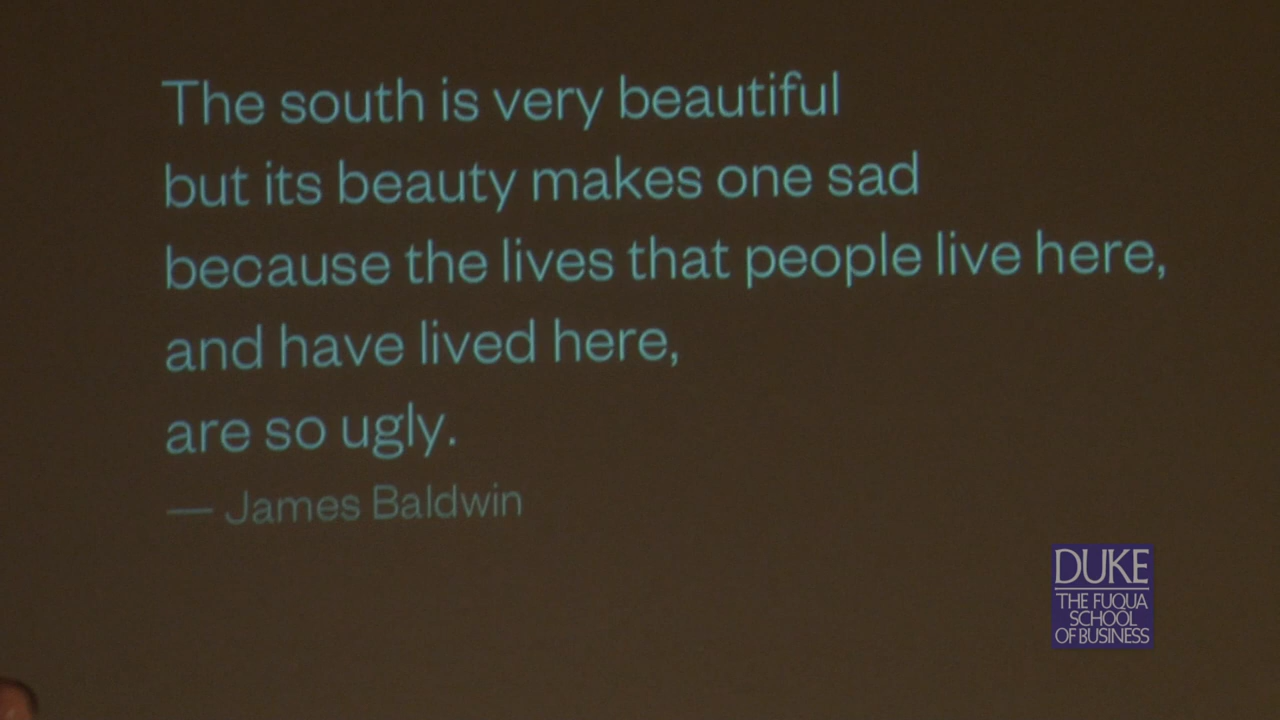 The south is very beautiful
but its beauty makes one sad
because the lives that people live here,
and have lived here,
are so ugly.
— James Baldwin
DUKE
THE FUQUA
SCHOOL
OF BUSINESS